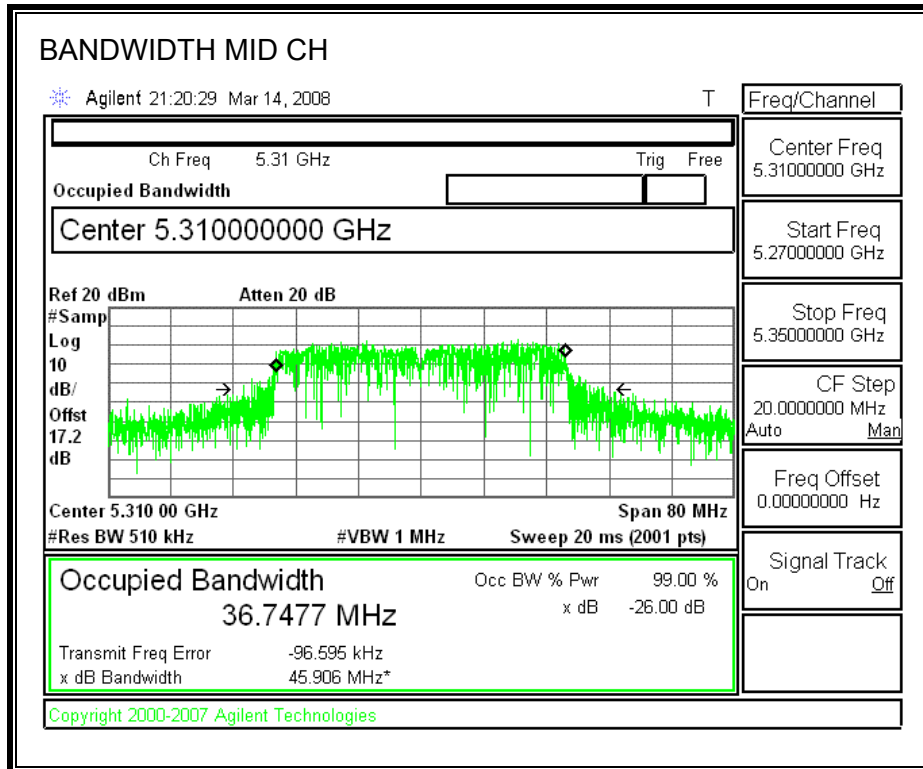 BANDWIDTH MID CH
Agilent 21:20:29 Mar 14, 2008 T
Freq/Channel
Ch Freq 5.31 GHz Trig Free
Occupied Bandwidth
Center 5.310000000 GHz
Center Freq
5.31000000 GHz
Start Freq
5.27000000 GHz
Stop Freq
5.35000000 GHz
CF Step
20.0000000 MHz
Auto Man
Freq Offset
0.00000000 Hz
Signal Track
On Off
Ref 20 dBm Atten 20 dB
#Samp
Log
10
dB/
Offst
17.2
dB
Center 5.310 00 GHz Span 80 MHz
#Res BW 510 kHz #VBW 1 MHz Sweep 20 ms (2001 pts)
Occupied Bandwidth Occ BW % Pwr 99.00 %
36.7477 MHz x dB -26.00 dB
Transmit Freq Error -96.595 kHz
x dB Bandwidth 45.906 MHz*
Copyright 2000-2007 Agilent Technologies